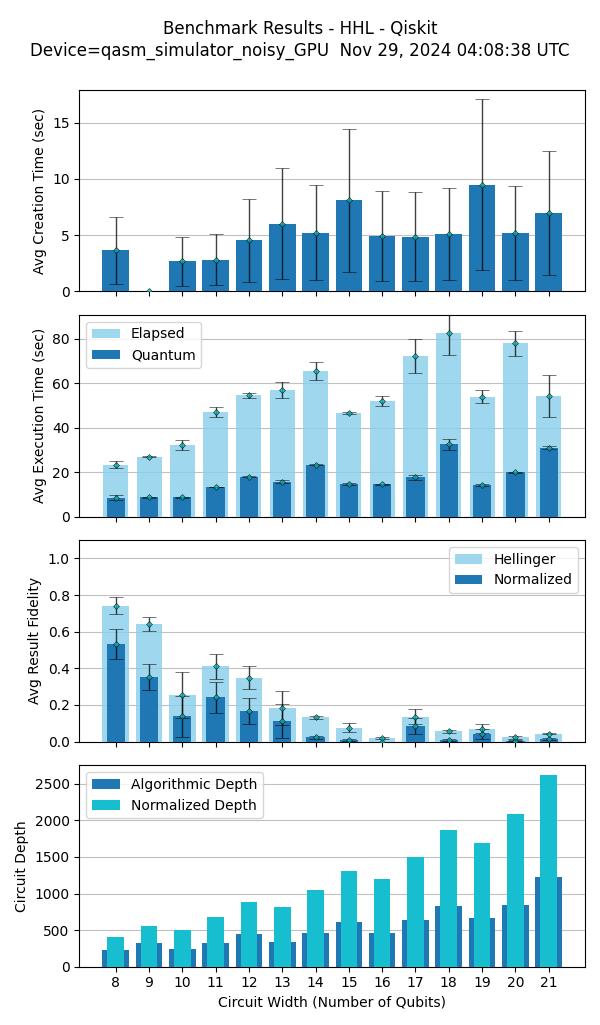 Benchmark Results - HHL - Qiskit
Device=qasm_simulator_noisy_GPU  Nov 29, 2024 04:08:38 UTC
Avg Creation Time (sec)
15
10
5
0
Avg Execution Time (sec)
80
60
40
20
0
Elapsed
Quantum
Avg Result Fidelity
1.0
0.8
0.6
0.4
0.2
0.0
Hellinger
Normalized
Circuit Depth
2500
2000
1500
1000
500
0
Algorithmic Depth
Normalized Depth
8 9 10 11 12 13 14 15 16 17 18 19 20 21
Circuit Width (Number of Qubits)